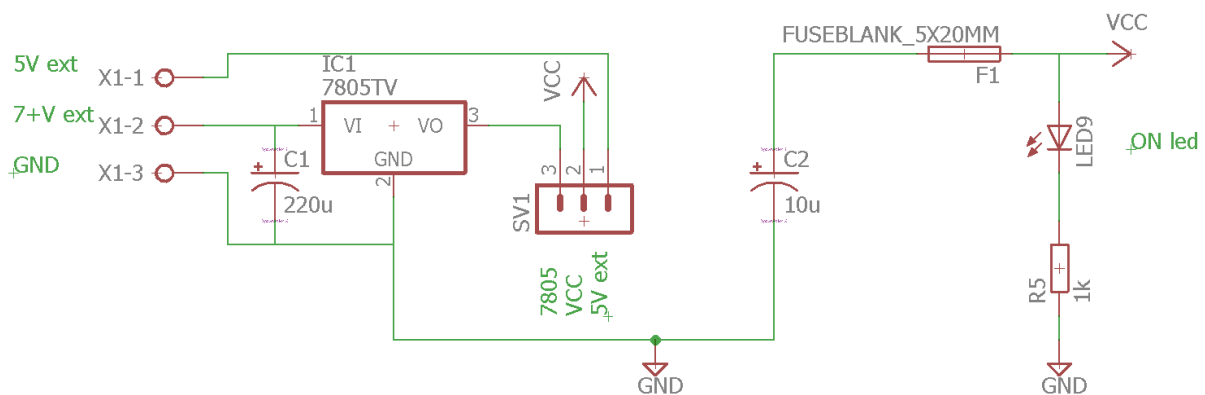 5V ext
X1-1
7+V ext
X1-2
GND
X1-3
IC1
7805TV
1
VI
VO
3
GND
2
C1
220u
VCC
3
2
1
SV1
7805
VCC
5V ext
GND
C2
10u
FUSEBLANK_5X20MM
F1
VCC
LED9
ON led
R5
1k
GND